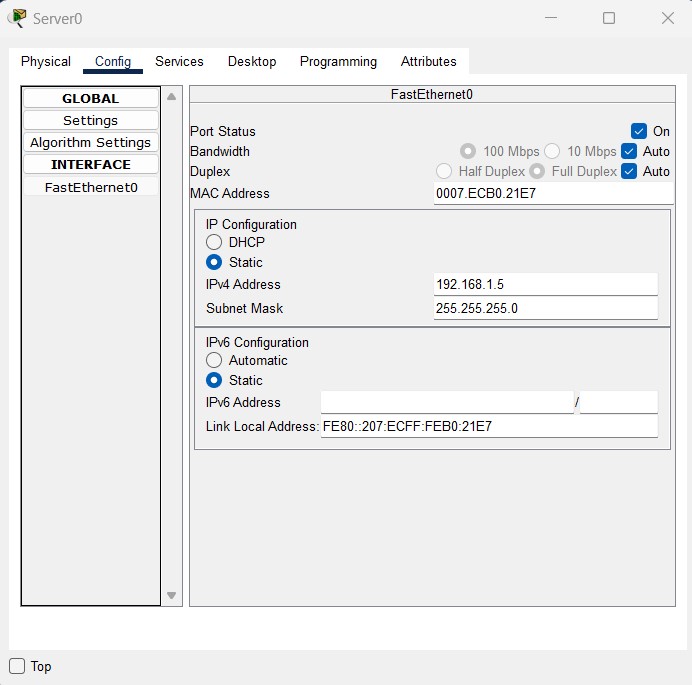 Server0
Physical Config Services Desktop Programming Attributes
GLOBAL
Settings
Algorithm Settings
INTERFACE
FastEthernet0
FastEthernet0
Port Status On
Bandwidth 100 Mbps 10 Mbps Auto
Duplex Half Duplex Full Duplex Auto
MAC Address 0007.ECB0.21E7
IP Configuration
DHCP
Static
IPv4 Address 192.168.1.5
Subnet Mask 255.255.255.0
IPv6 Configuration
Automatic
Static
IPv6 Address /
Link Local Address: FE80::207:ECFF:FEB0:21E7
Top